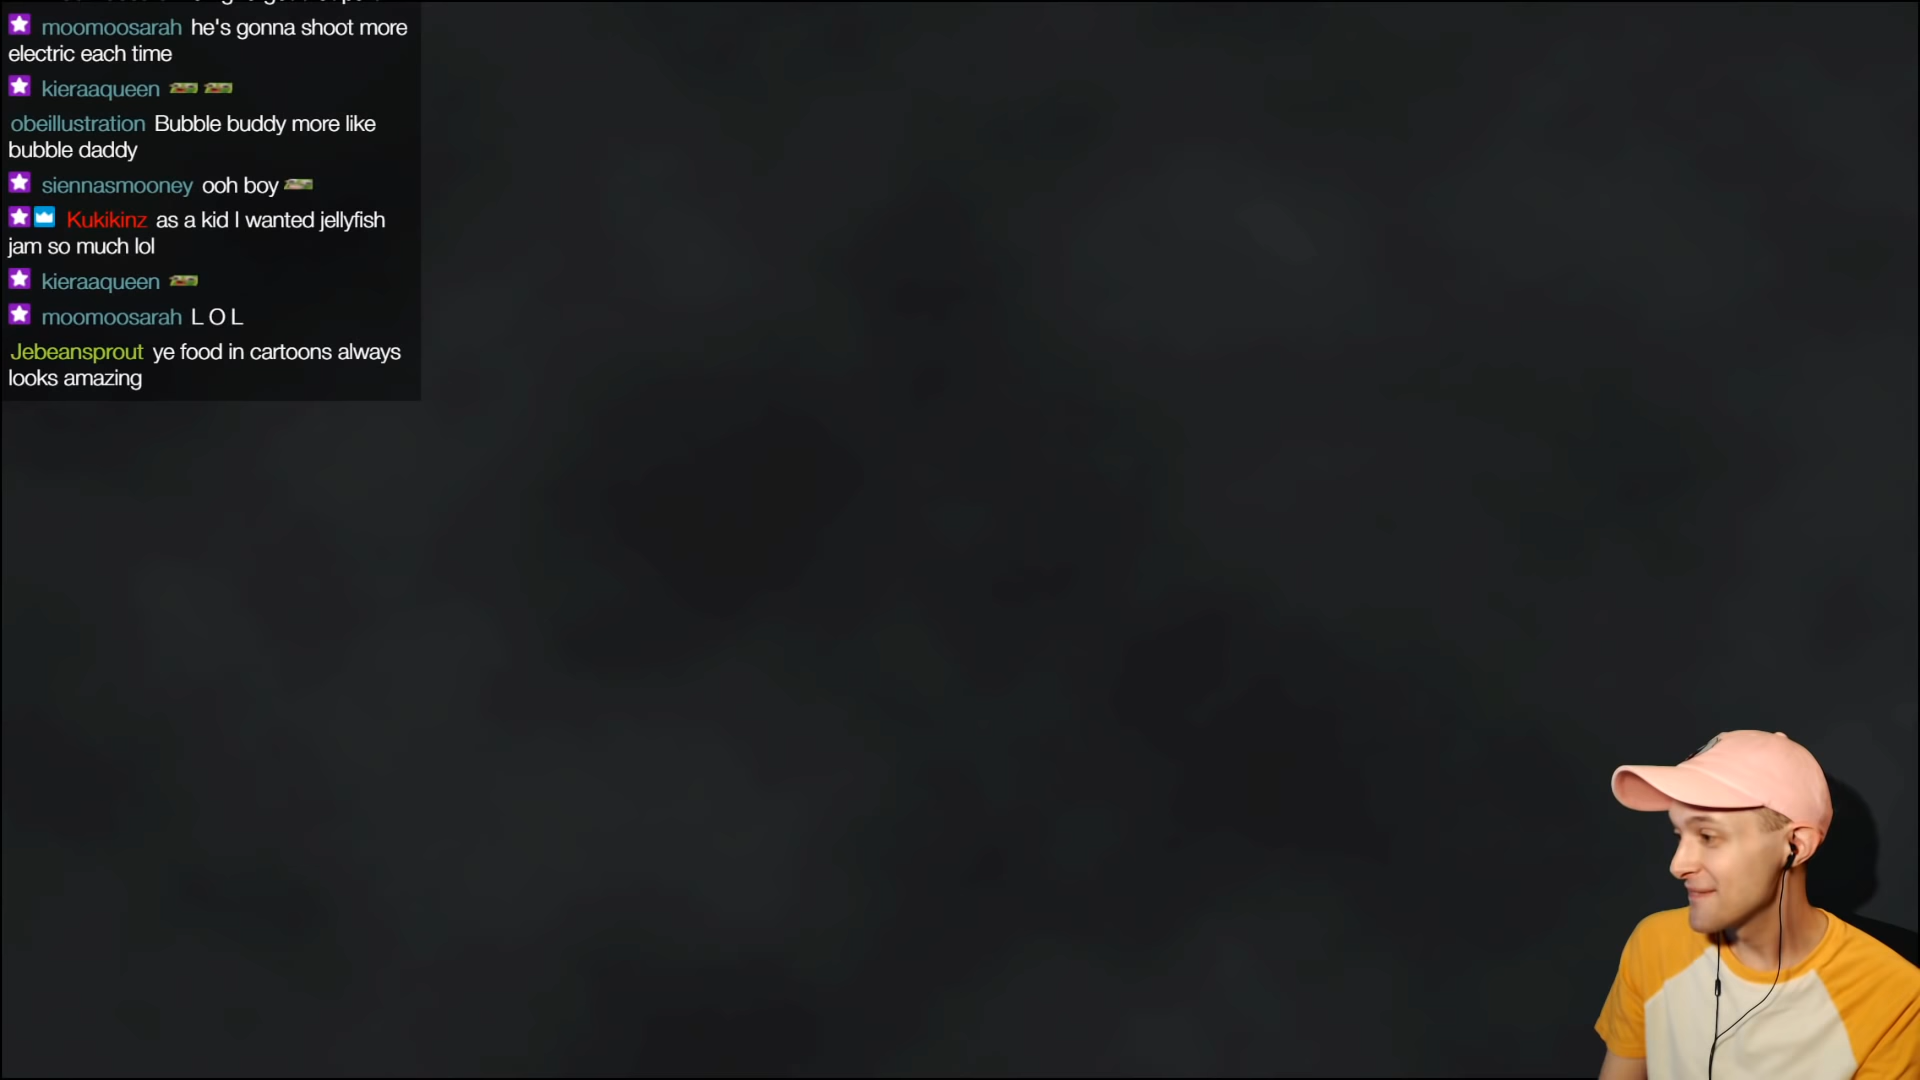 moomoosarah he's gonna shoot more
electric each time
kieraaqueen
obeillustration Bubble buddy more like
bubble daddy
siennasmooney ooh boy
Kukikinz as a kid I wanted jellyfish
jam so much lol
kieraaqueen
moomoosarah L O L
Jebeansprout ye food in cartoons always
looks amazing